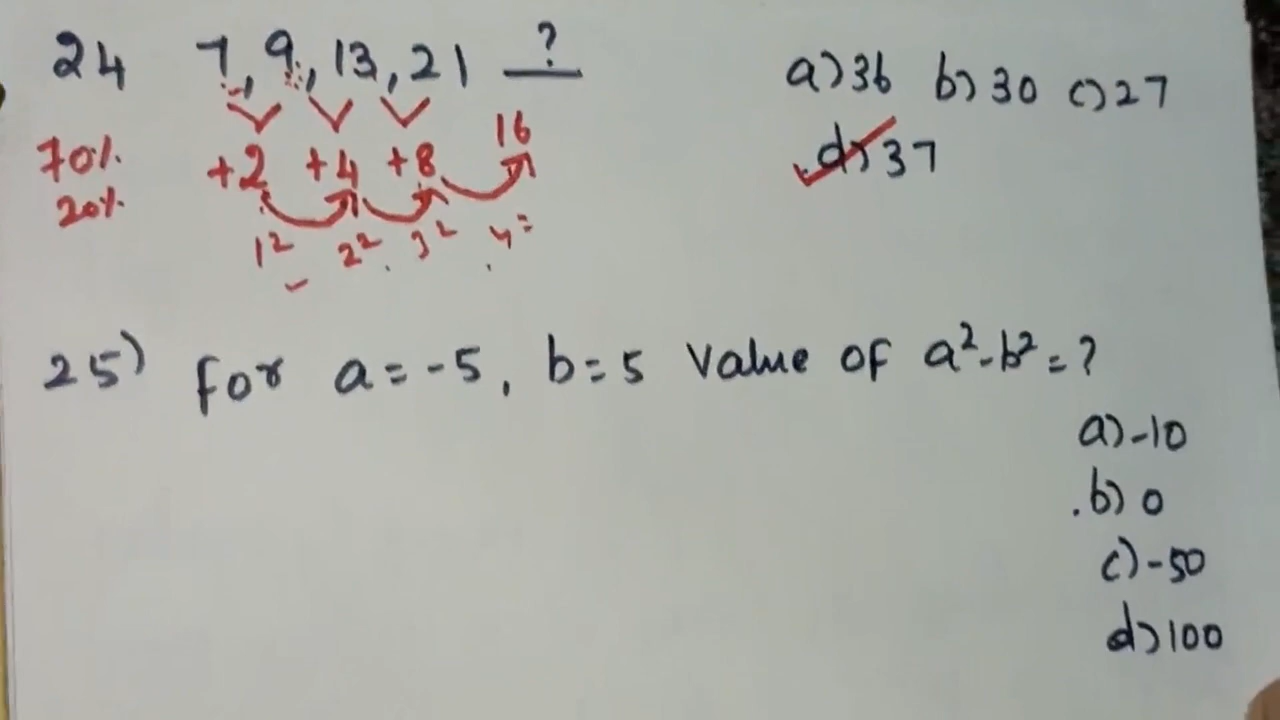 24 7, 9, 13, 21 ?
a) 36 b) 30 c) 27
d) 37
70%
20%
+2 +4 +8 16
1² 2² 3² 4²
25) For a = -5, b = 5 Value of a² - b² = ?
a) -10
b) 0
c) -50
d) 100